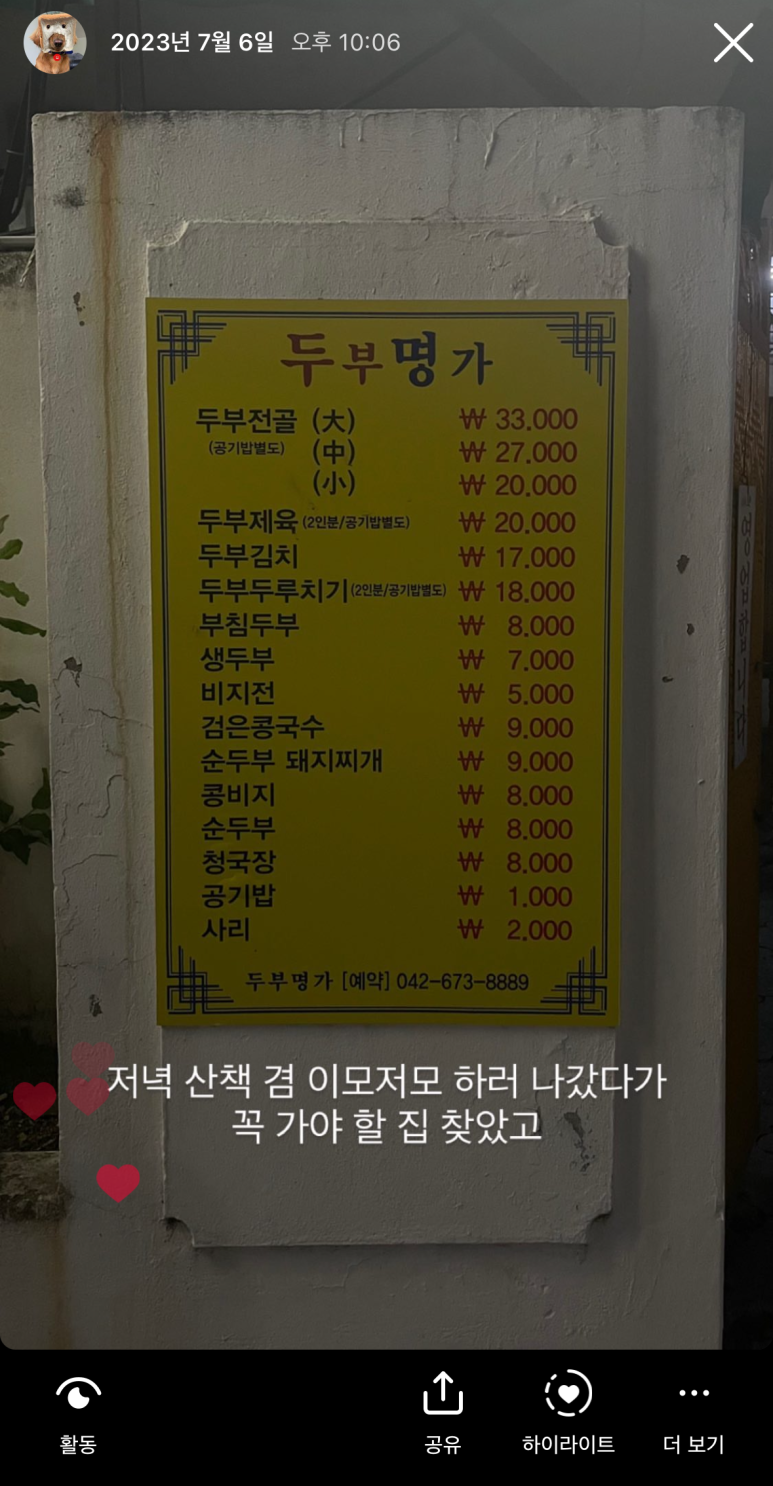 2023년 7월 6일 오후 10:06
두부명가
두부전골 (大) ₩ 33.000
(공기밥별도) (中) ₩ 27.000
(小) ₩ 20.000
두부제육 (2인분/공기밥별도) ₩ 20.000
두부김치 ₩ 17.000
두부두루치기 (2인분/공기밥별도) ₩ 18.000
부침두부 ₩ 8.000
생두부 ₩ 7.000
비지전 ₩ 5.000
검은콩국수 ₩ 9.000
순두부 돼지찌개 ₩ 9.000
콩비지 ₩ 8.000
순두부 ₩ 8.000
청국장 ₩ 8.000
공기밥 ₩ 1.000
사리 ₩ 2.000
두부명가 [예약] 042-673-8889
영업합니다
저녁 산책 겸 이모저모 하러 나갔다가
꼭 가야 할 집 찾았고
활동
공유
하이라이트
더 보기